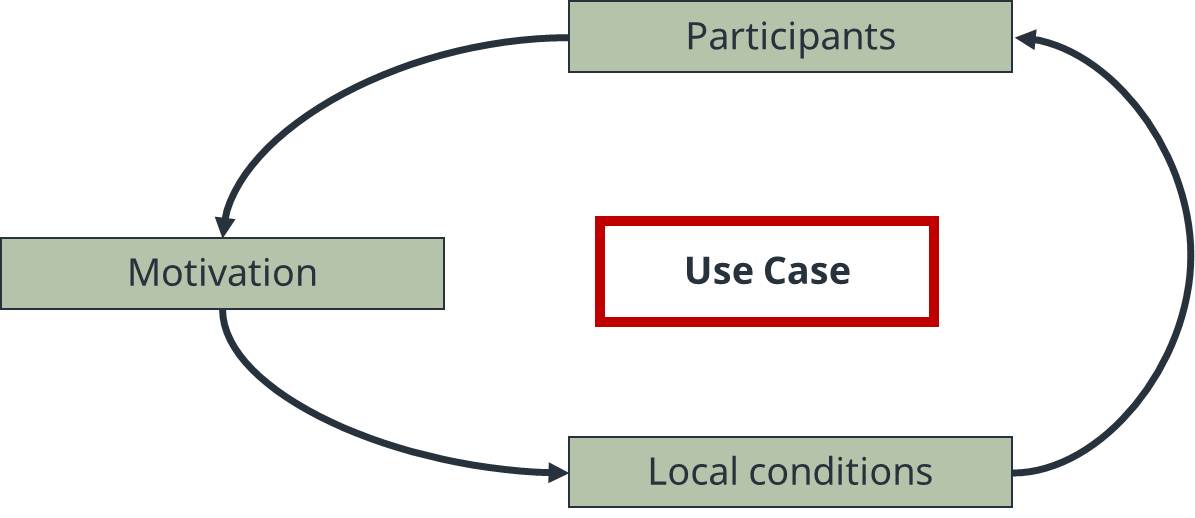 Participants
Motivation
Use Case
Local conditions